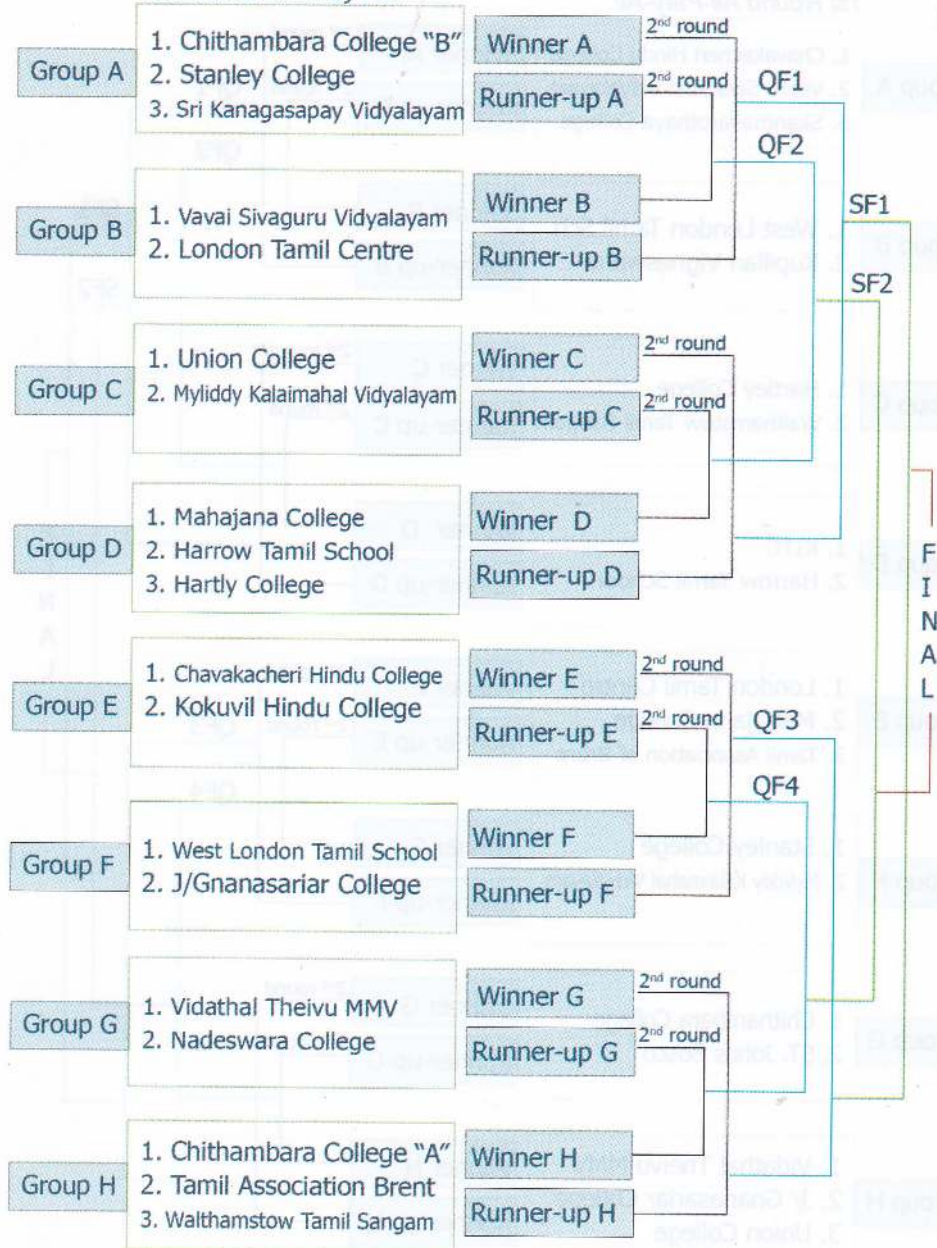 Group A
1. Chithambara College “B”
2. Stanley College
3. Sri Kanagasapay Vidyalayam
Winner A
Runner-up A
2nd round
2nd round
QF1
QF2
Group B
1. Vavai Sivaguru Vidyalayam
2. London Tamil Centre
Winner B
Runner-up B
SF1
SF2
Group C
1. Union College
2. Myliddy Kalaimahal Vidyalayam
Winner C
Runner-up C
2nd round
2nd round
Group D
1. Mahajana College
2. Harrow Tamil School
3. Hartly College
Winner D
Runner-up D
F
I
N
A
L
Group E
1. Chavakacheri Hindu College
2. Kokuvil Hindu College
Winner E
Runner-up E
2nd round
2nd round
QF3
QF4
Group F
1. West London Tamil School
2. J/Gnanasariar College
Winner F
Runner-up F
Group G
1. Vidathal Theivu MMV
2. Nadeswara College
Winner G
Runner-up G
2nd round
2nd round
Group H
1. Chithambara College “A”
2. Tamil Association Brent
3. Walthamstow Tamil Sangam
Winner H
Runner-up H